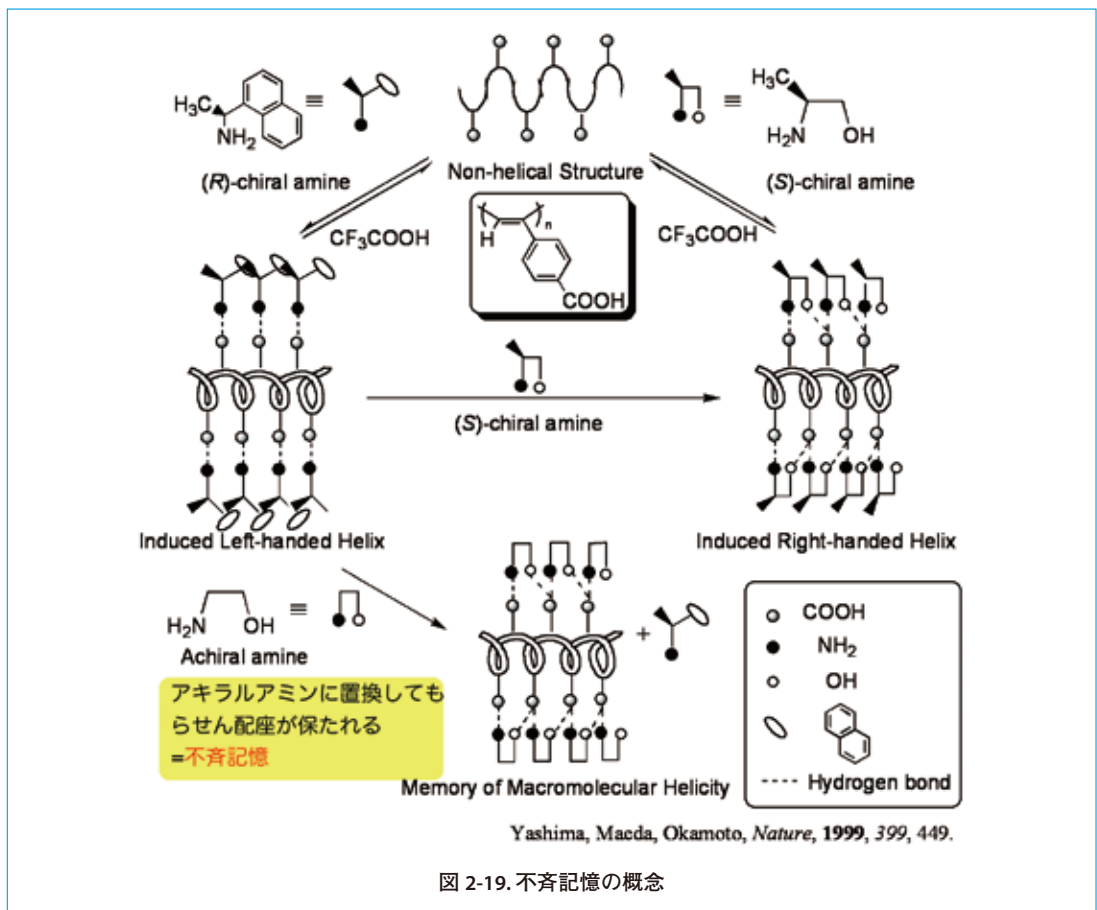 H₃C
NH₂
≡
(R)-chiral amine
Non-helical Structure
≡
H₃C
H₂N
OH
(S)-chiral amine
CF₃COOH
n
H
COOH
CF₃COOH
(S)-chiral amine
Induced Left-handed Helix
Induced Right-handed Helix
H₂N
OH
≡
Achiral amine
アキラルアミンに置換しても
らせん配座が保たれる
=不斉記憶
+
Memory of Macromolecular Helicity
COOH
NH₂
OH
Hydrogen bond
Yashima, Maeda, Okamoto, Nature, 1999, 399, 449.
図 2-19. 不斉記憶の概念